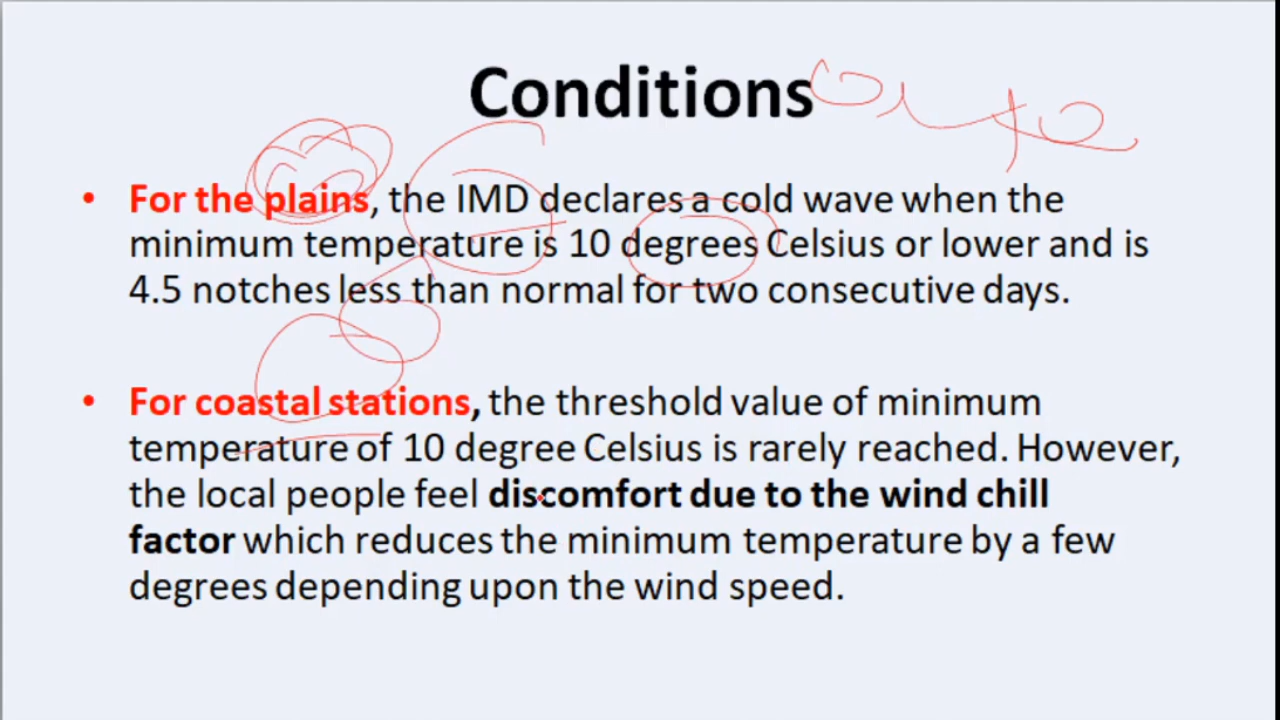 Conditions
• For the plains, the IMD declares a cold wave when the
minimum temperature is 10 degrees Celsius or lower and is
4.5 notches less than normal for two consecutive days.
• For coastal stations, the threshold value of minimum
temperature of 10 degree Celsius is rarely reached. However,
the local people feel discomfort due to the wind chill
factor which reduces the minimum temperature by a few
degrees depending upon the wind speed.